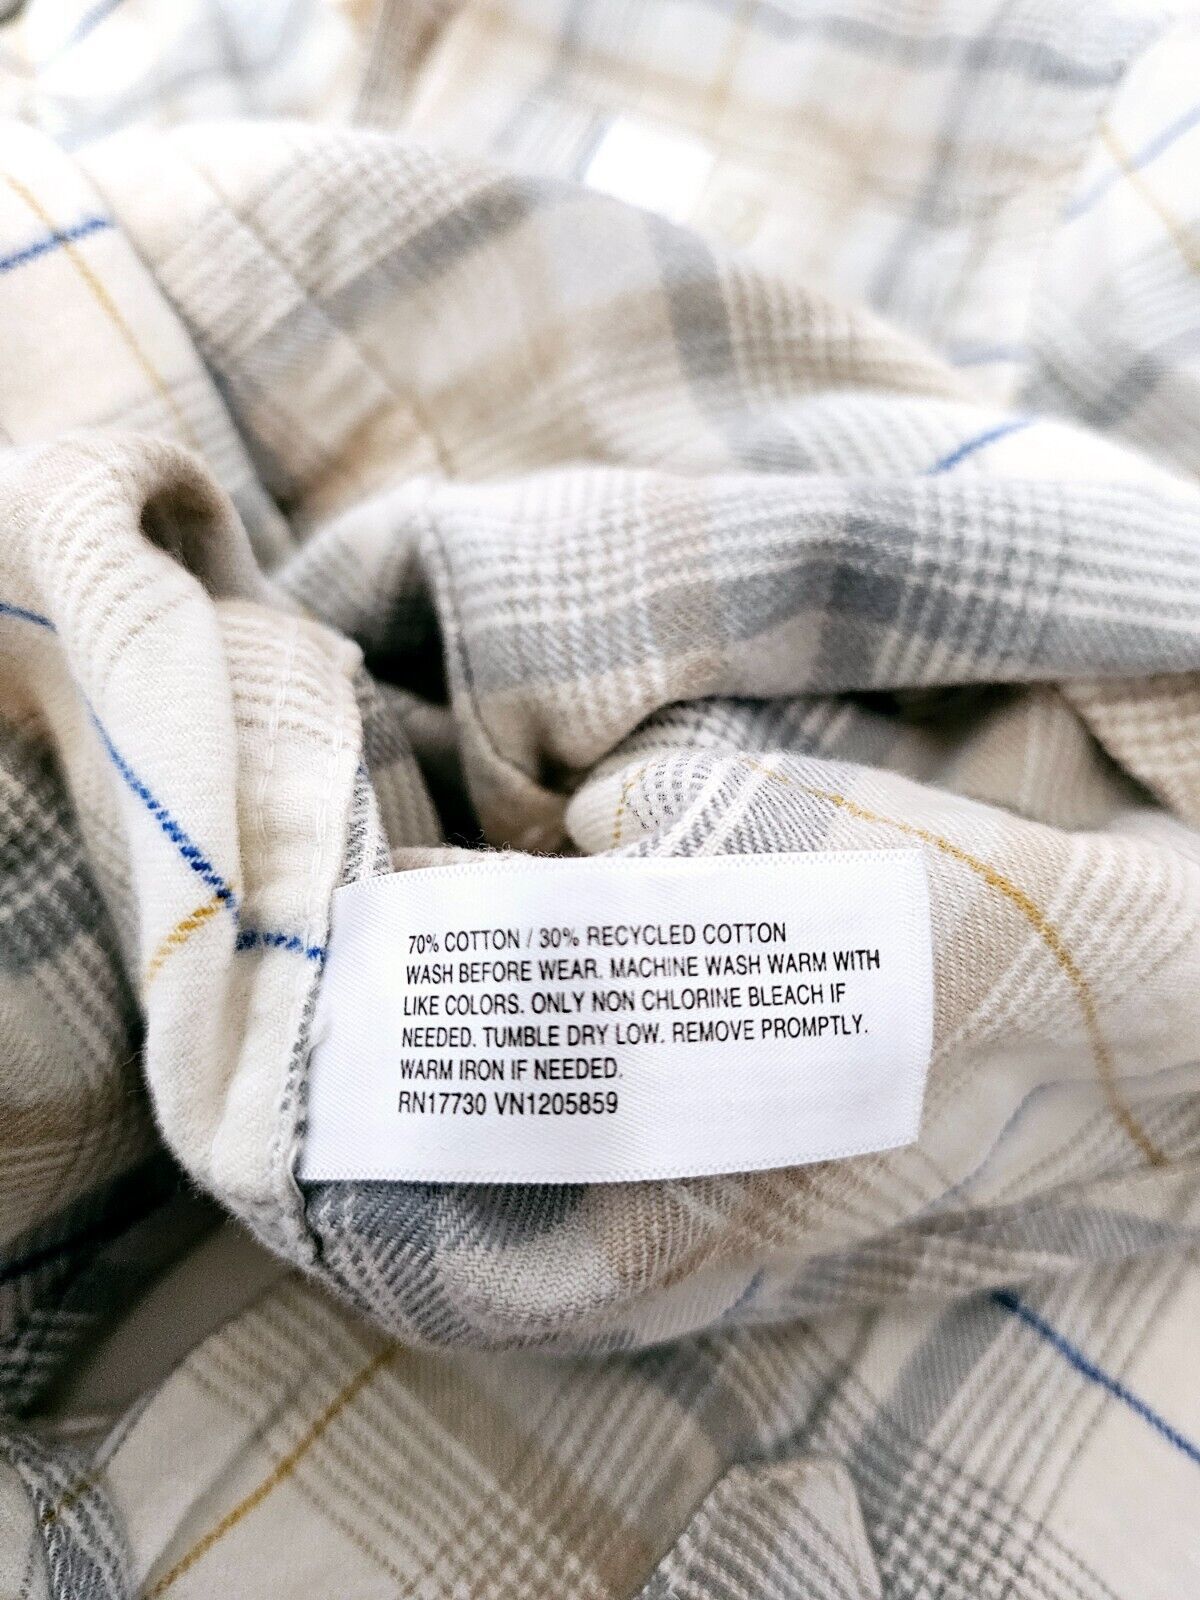 70% COTTON / 30% RECYCLED COTTON
WASH BEFORE WEAR. MACHINE WASH WARM WITH
LIKE COLORS. ONLY NON CHLORINE BLEACH IF
NEEDED. TUMBLE DRY LOW. REMOVE PROMPTLY.
WARM IRON IF NEEDED.
RN17730 VN1205859